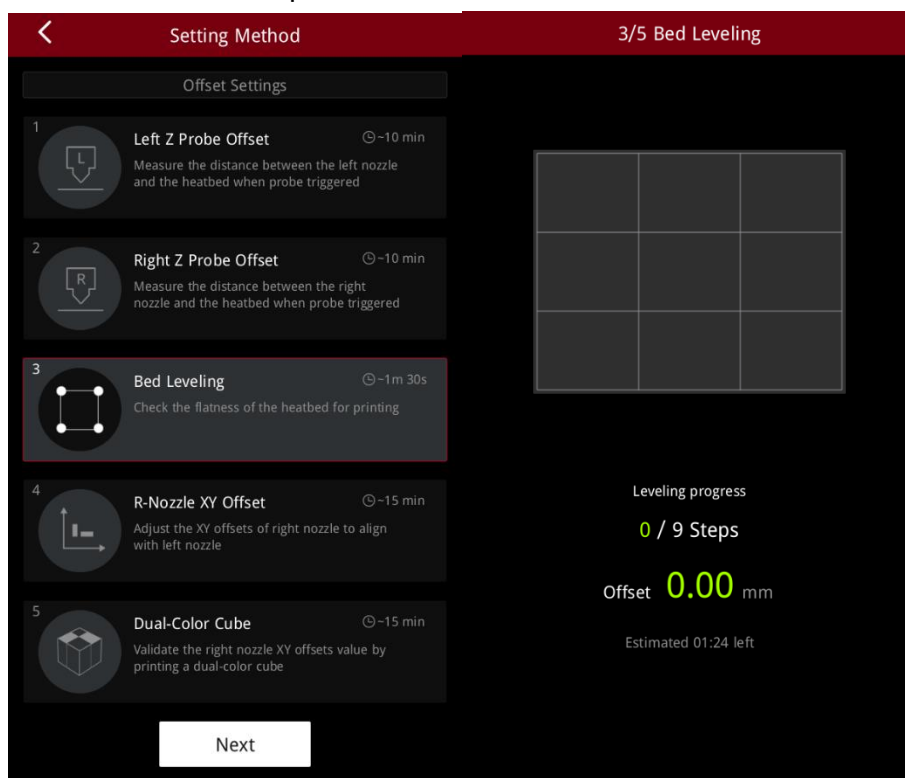 Setting Method
Offset Settings
1
Left Z Probe Offset
~10 min
Measure the distance between the left nozzle
and the heatbed when probe triggered
2
Right Z Probe Offset
~10 min
Measure the distance between the right
nozzle and the heatbed when probe triggered
3
Bed Leveling
~1m 30s
Check the flatness of the heatbed for printing
4
R-Nozzle XY Offset
~15 min
Adjust the XY offsets of right nozzle to align
with left nozzle
5
Dual-Color Cube
~15 min
Validate the right nozzle XY offsets value by
printing a dual-color cube
Next
3/5 Bed Leveling
Leveling progress
0 / 9 Steps
Offset 0.00 mm
Estimated 01:24 left
L
R